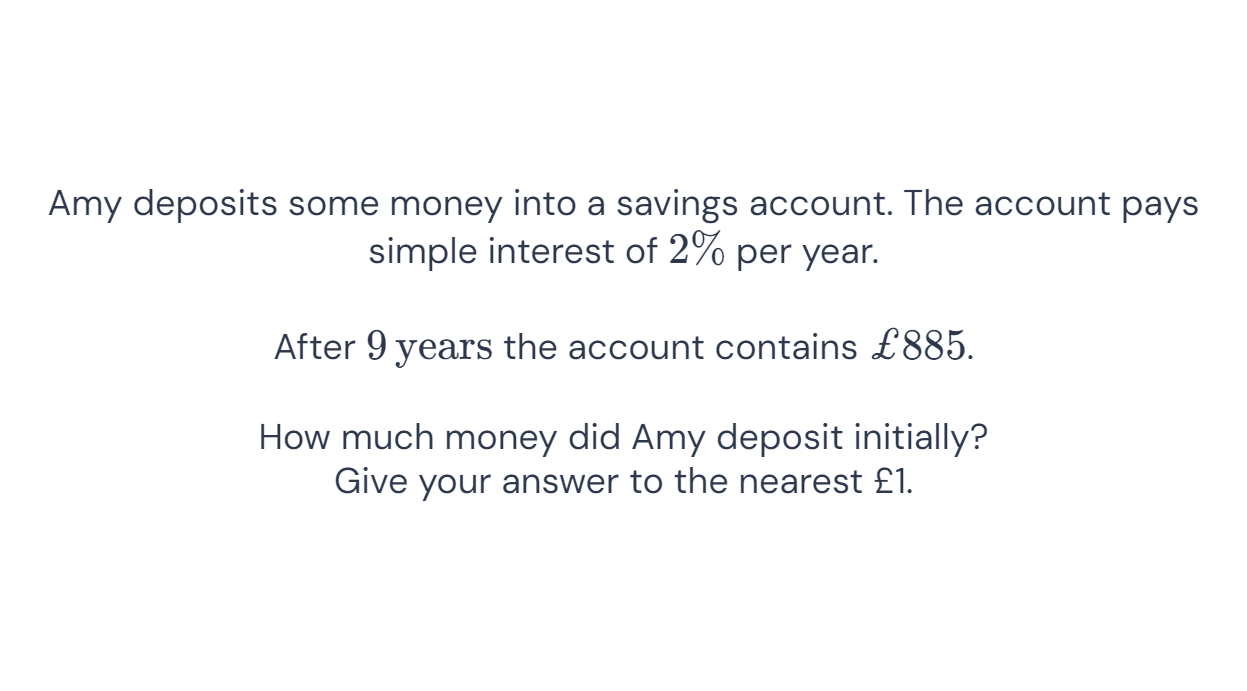 Amy deposits some money into a savings account. The account pays
simple interest of 2% per year.
After 9 years the account contains £885.
How much money did Amy deposit initially?
Give your answer to the nearest £1.